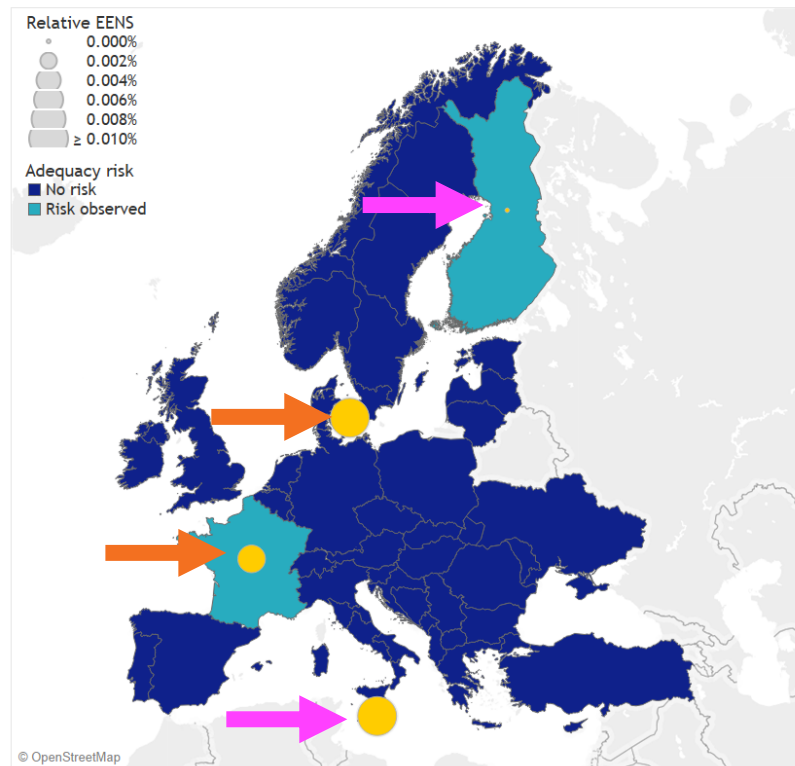 Relative EENS
0.000%
0.002%
0.004%
0.006%
0.008%
≥ 0.010%
Adequacy risk
No risk
Risk observed
© OpenStreetMap